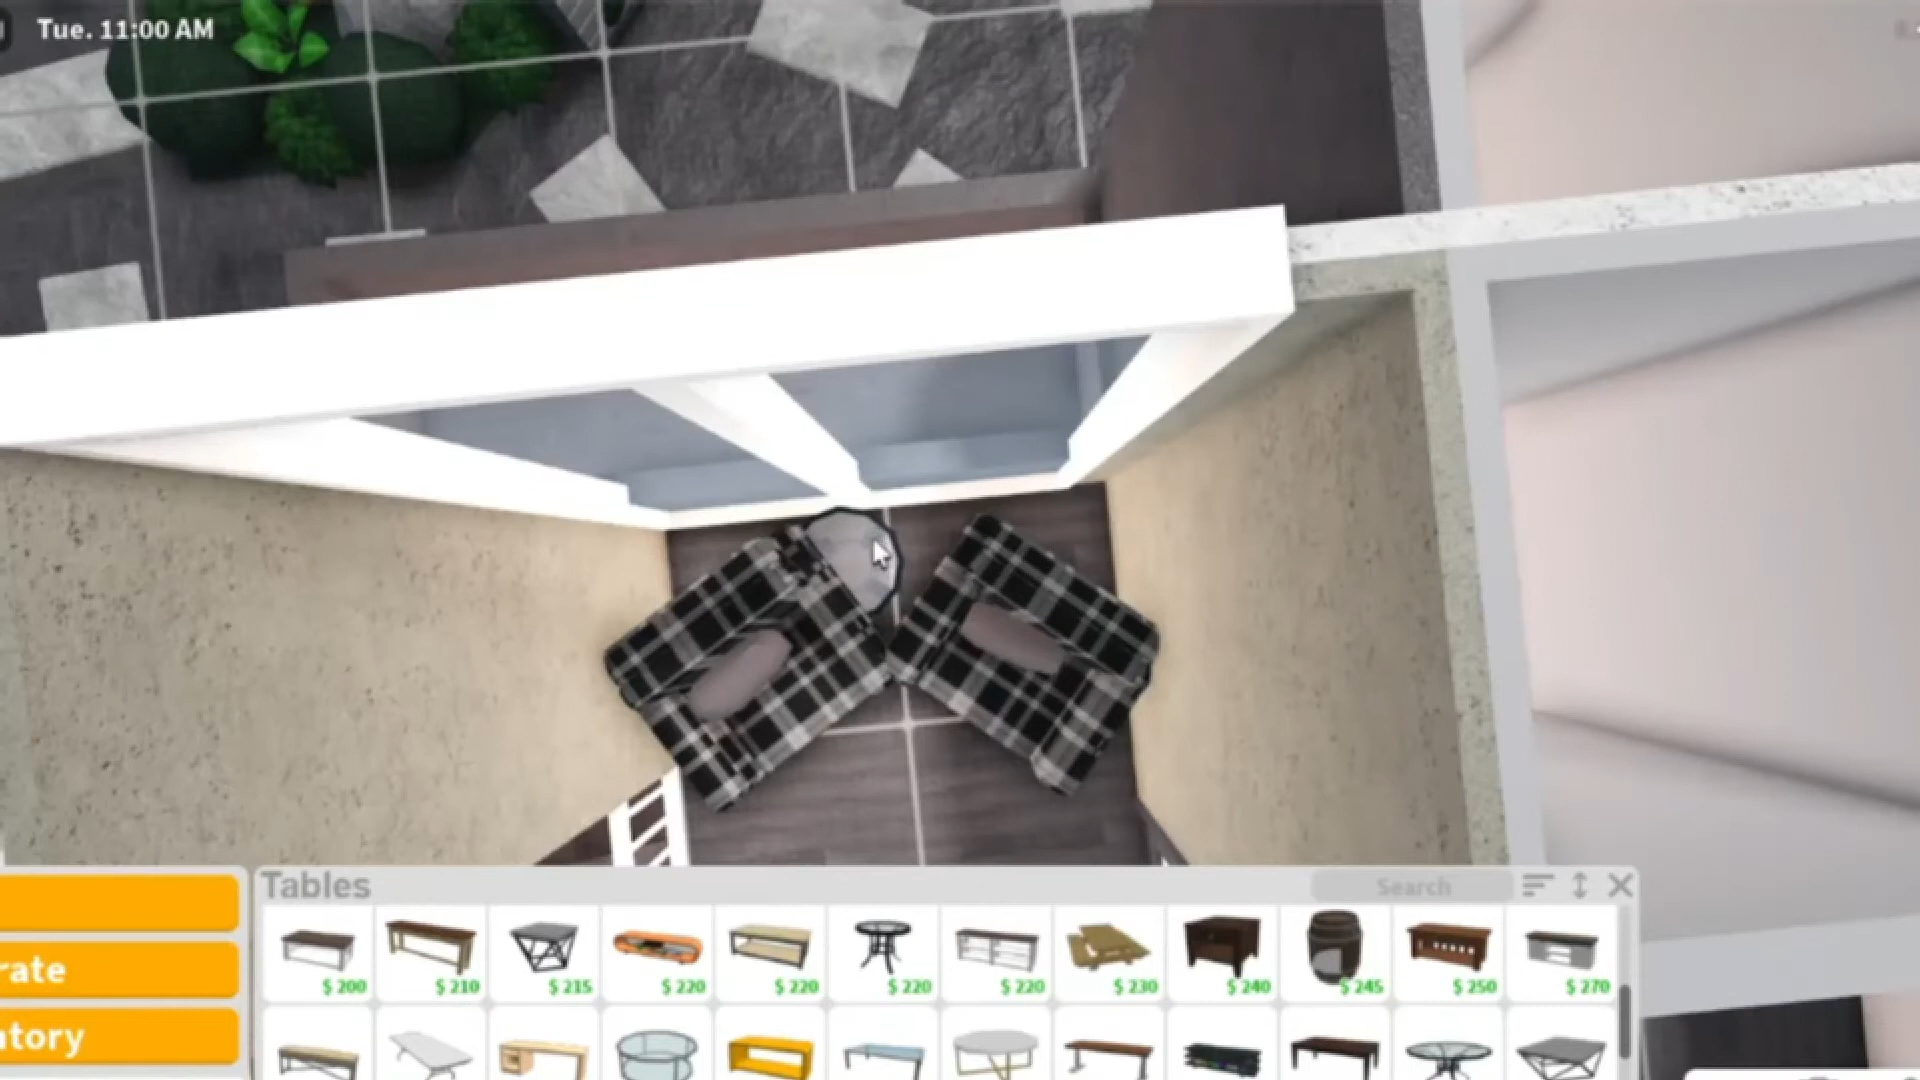 Tue. 11:00 AM
Tables
Search
rate
ntory
$ 200
$ 210
$ 215
$ 220
$ 220
$ 220
$ 220
$ 230
$ 240
$ 245
$ 250
$ 270